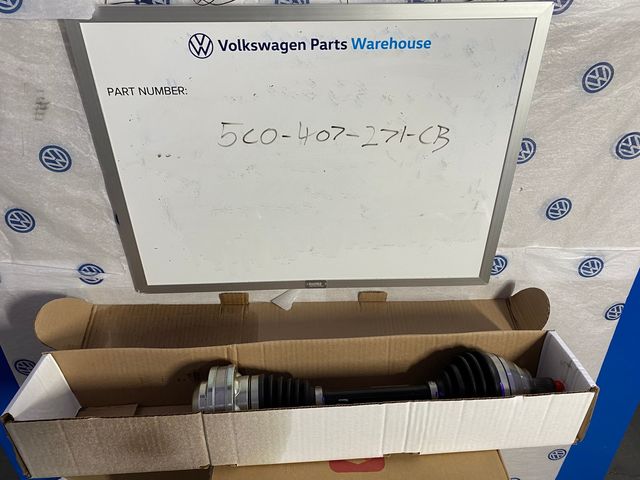 Volkswagen Parts Warehouse
PART NUMBER:
5C0-407-271-CB